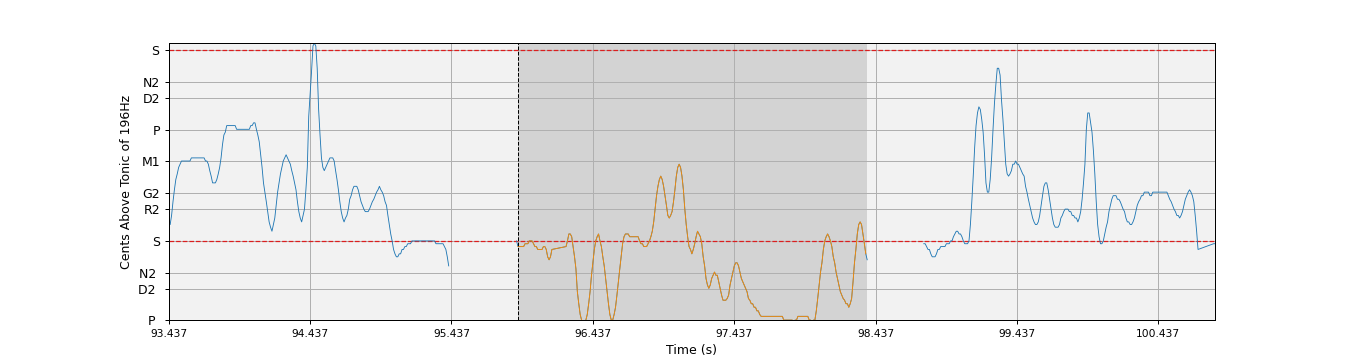 Cents Above Tonic of 196Hz
S
N2
D2
P
M1
G2
R2
S
N2
D2
P
93.437 94.437 95.437 96.437 97.437 98.437 99.437 100.437
Time (s)